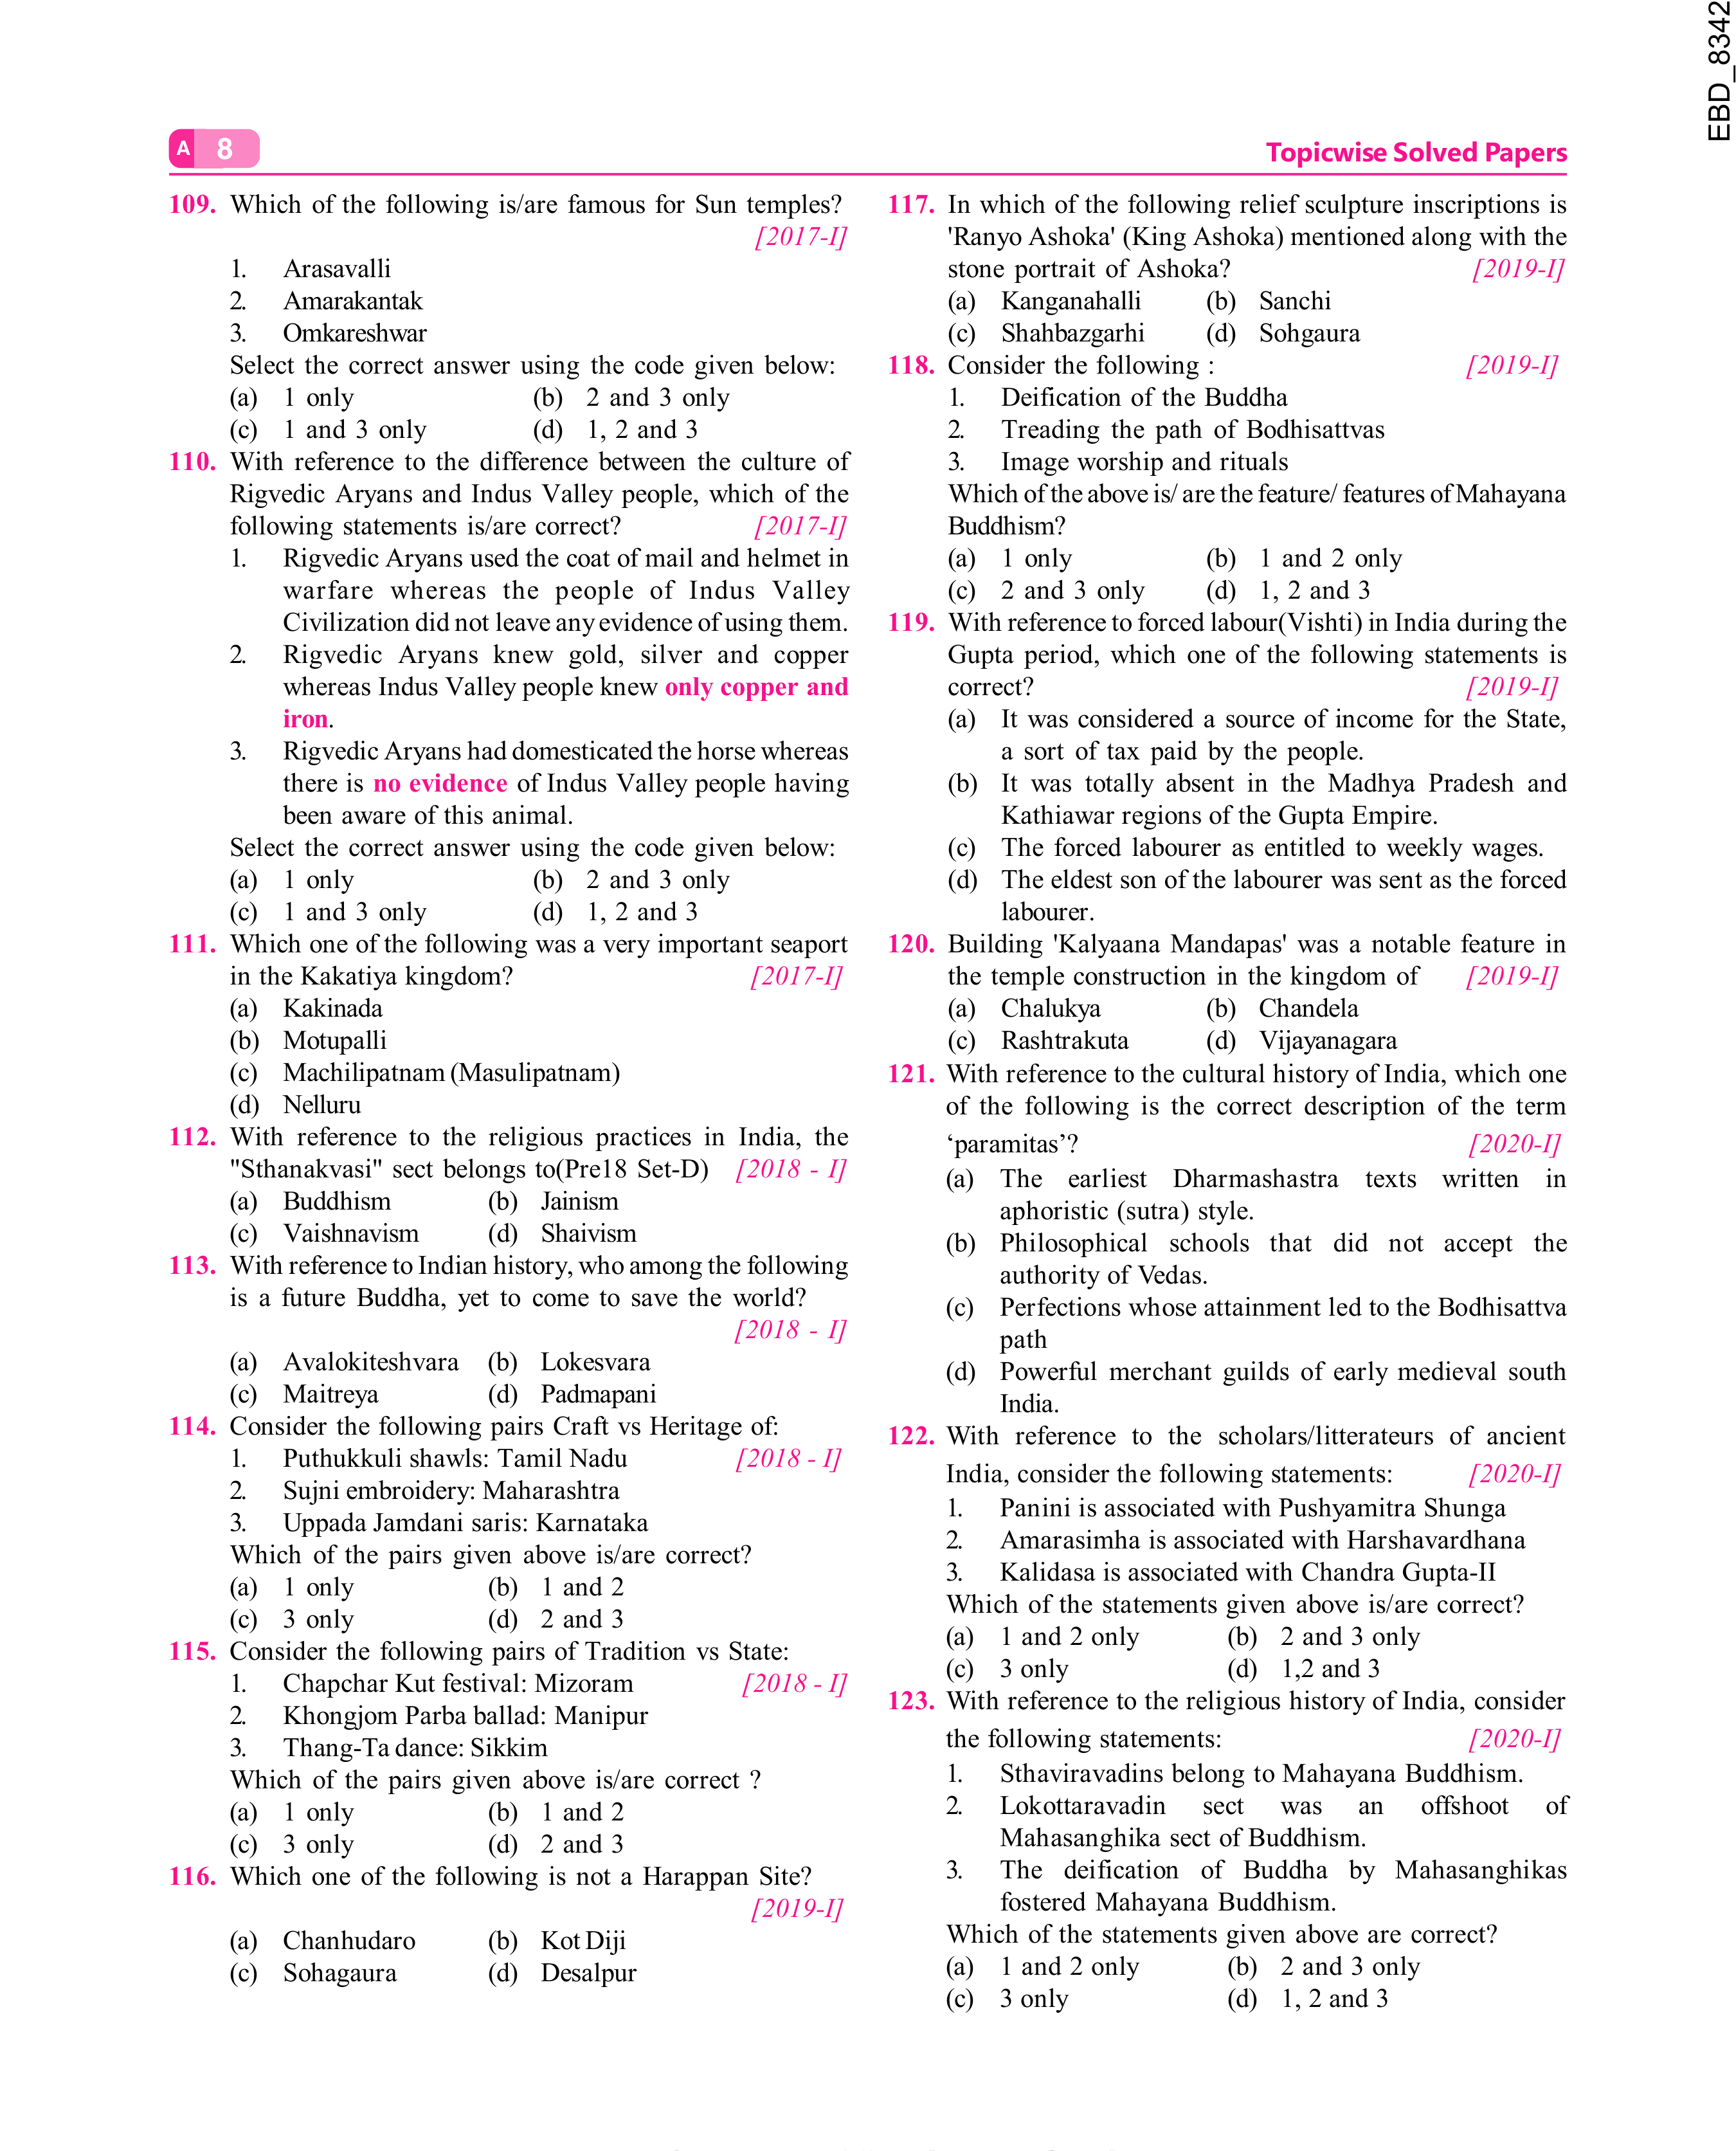 EBD_8342
A 8
Topicwise Solved Papers
109. Which of the following is/are famous for Sun temples?
[2017-I]
1. Arasavalli
2. Amarakantak
3. Omkareshwar
Select the correct answer using the code given below:
(a) 1 only (b) 2 and 3 only
(c) 1 and 3 only (d) 1, 2 and 3
110. With reference to the difference between the culture of
Rigvedic Aryans and Indus Valley people, which of the
following statements is/are correct? [2017-I]
1. Rigvedic Aryans used the coat of mail and helmet in
warfare whereas the people of Indus Valley
Civilization did not leave any evidence of using them.
2. Rigvedic Aryans knew gold, silver and copper
whereas Indus Valley people knew only copper and
iron.
3. Rigvedic Aryans had domesticated the horse whereas
there is no evidence of Indus Valley people having
been aware of this animal.
Select the correct answer using the code given below:
(a) 1 only (b) 2 and 3 only
(c) 1 and 3 only (d) 1, 2 and 3
111. Which one of the following was a very important seaport
in the Kakatiya kingdom? [2017-I]
(a) Kakinada
(b) Motupalli
(c) Machilipatnam (Masulipatnam)
(d) Nelluru
112. With reference to the religious practices in India, the
"Sthanakvasi" sect belongs to(Pre18 Set-D) [2018 - I]
(a) Buddhism (b) Jainism
(c) Vaishnavism (d) Shaivism
113. With reference to Indian history, who among the following
is a future Buddha, yet to come to save the world?
[2018 - I]
(a) Avalokiteshvara (b) Lokesvara
(c) Maitreya (d) Padmapani
114. Consider the following pairs Craft vs Heritage of:
1. Puthukkuli shawls: Tamil Nadu [2018 - I]
2. Sujni embroidery: Maharashtra
3. Uppada Jamdani saris: Karnataka
Which of the pairs given above is/are correct?
(a) 1 only (b) 1 and 2
(c) 3 only (d) 2 and 3
115. Consider the following pairs of Tradition vs State:
1. Chapchar Kut festival: Mizoram [2018 - I]
2. Khongjom Parba ballad: Manipur
3. Thang-Ta dance: Sikkim
Which of the pairs given above is/are correct ?
(a) 1 only (b) 1 and 2
(c) 3 only (d) 2 and 3
116. Which one of the following is not a Harappan Site?
[2019-I]
(a) Chanhudaro (b) Kot Diji
(c) Sohagaura (d) Desalpur
117. In which of the following relief sculpture inscriptions is
'Ranyo Ashoka' (King Ashoka) mentioned along with the
stone portrait of Ashoka? [2019-I]
(a) Kanganahalli (b) Sanchi
(c) Shahbazgarhi (d) Sohgaura
118. Consider the following : [2019-I]
1. Deification of the Buddha
2. Treading the path of Bodhisattvas
3. Image worship and rituals
Which of the above is/ are the feature/ features of Mahayana
Buddhism?
(a) 1 only (b) 1 and 2 only
(c) 2 and 3 only (d) 1, 2 and 3
119. With reference to forced labour(Vishti) in India during the
Gupta period, which one of the following statements is
correct? [2019-I]
(a) It was considered a source of income for the State,
a sort of tax paid by the people.
(b) It was totally absent in the Madhya Pradesh and
Kathiawar regions of the Gupta Empire.
(c) The forced labourer as entitled to weekly wages.
(d) The eldest son of the labourer was sent as the forced
labourer.
120. Building 'Kalyaana Mandapas' was a notable feature in
the temple construction in the kingdom of [2019-I]
(a) Chalukya (b) Chandela
(c) Rashtrakuta (d) Vijayanagara
121. With reference to the cultural history of India, which one
of the following is the correct description of the term
‘paramitas’? [2020-I]
(a) The earliest Dharmashastra texts written in
aphoristic (sutra) style.
(b) Philosophical schools that did not accept the
authority of Vedas.
(c) Perfections whose attainment led to the Bodhisattva
path
(d) Powerful merchant guilds of early medieval south
India.
122. With reference to the scholars/litterateurs of ancient
India, consider the following statements: [2020-I]
1. Panini is associated with Pushyamitra Shunga
2. Amarasimha is associated with Harshavardhana
3. Kalidasa is associated with Chandra Gupta-II
Which of the statements given above is/are correct?
(a) 1 and 2 only (b) 2 and 3 only
(c) 3 only (d) 1,2 and 3
123. With reference to the religious history of India, consider
the following statements: [2020-I]
1. Sthaviravadins belong to Mahayana Buddhism.
2. Lokottaravadin sect was an offshoot of
Mahasanghika sect of Buddhism.
3. The deification of Buddha by Mahasanghikas
fostered Mahayana Buddhism.
Which of the statements given above are correct?
(a) 1 and 2 only (b) 2 and 3 only
(c) 3 only (d) 1, 2 and 3